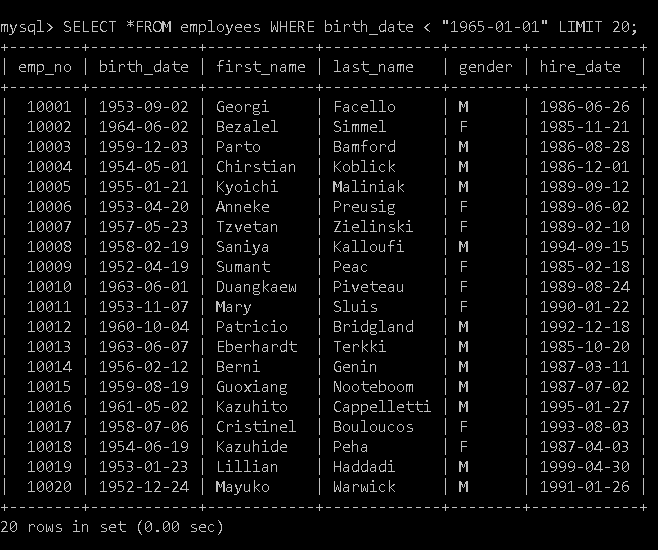 mysql> SELECT *FROM employees WHERE birth_date < "1965-01-01" LIMIT 20;
+--------+------------+------------+-------------+--------+------------+
| emp_no | birth_date | first_name | last_name   | gender | hire_date  |
+--------+------------+------------+-------------+--------+------------+
|  10001 | 1953-09-02 | Georgi     | Facello     | M      | 1986-06-26 |
|  10002 | 1964-06-02 | Bezalel    | Simmel      | F      | 1985-11-21 |
|  10003 | 1959-12-03 | Parto      | Bamford     | M      | 1986-08-28 |
|  10004 | 1954-05-01 | Chirstian  | Koblick     | M      | 1986-12-01 |
|  10005 | 1955-01-21 | Kyoichi    | Maliniak    | M      | 1989-09-12 |
|  10006 | 1953-04-20 | Anneke     | Preusig     | F      | 1989-06-02 |
|  10007 | 1957-05-23 | Tzvetan    | Zielinski   | F      | 1989-02-10 |
|  10008 | 1958-02-19 | Saniya     | Kalloufi    | M      | 1994-09-15 |
|  10009 | 1952-04-19 | Sumant     | Peac        | F      | 1985-02-18 |
|  10010 | 1963-06-01 | Duangkaew  | Piveteau    | F      | 1989-08-24 |
|  10011 | 1953-11-07 | Mary       | Sluis       | F      | 1990-01-22 |
|  10012 | 1960-10-04 | Patricio   | Bridgland   | M      | 1992-12-18 |
|  10013 | 1963-06-07 | Eberhardt  | Terkki      | M      | 1985-10-20 |
|  10014 | 1956-02-12 | Berni      | Genin       | M      | 1987-03-11 |
|  10015 | 1959-08-19 | Guoxiang   | Nooteboom   | M      | 1987-07-02 |
|  10016 | 1961-05-02 | Kazuhito   | Cappelletti | M      | 1995-01-27 |
|  10017 | 1958-07-06 | Cristinel  | Bouloucos   | F      | 1993-08-03 |
|  10018 | 1954-06-19 | Kazuhide   | Peha        | F      | 1987-04-03 |
|  10019 | 1953-01-23 | Lillian    | Haddadi     | M      | 1999-04-30 |
|  10020 | 1952-12-24 | Mayuko     | Warwick     | M      | 1991-01-26 |
+--------+------------+------------+-------------+--------+------------+
20 rows in set (0.00 sec)